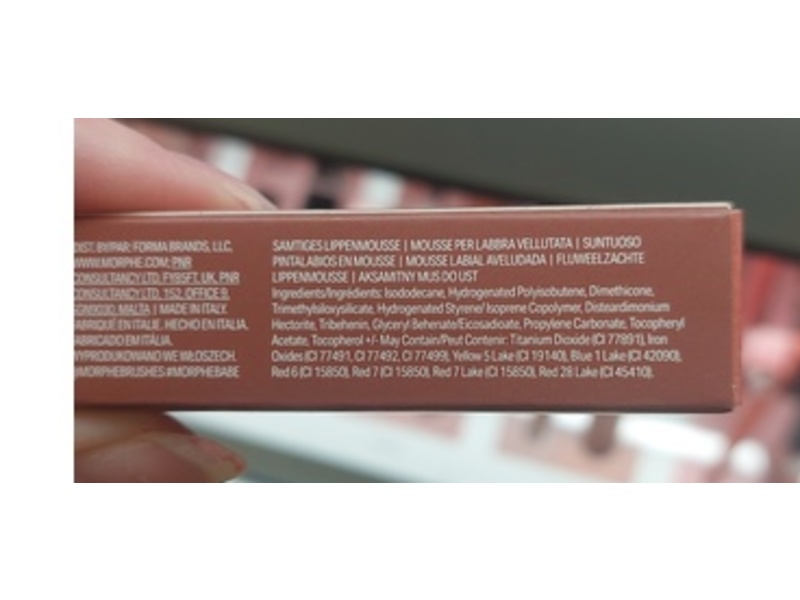 DIST. BY/PAR: FORMA BRANDS, LLC.
WWW.MORPHE.COM; PNR
CONSULTANCY LTD. FY81SFT, UK, PNR
CONSULTANCY LTD. 152, OFFICE 9,
MALTA | MADE IN ITALY.
FABRIQUÉ EN ITALIE. HECHO EN ITALIA.
FABRICADO EM ITÁLIA.
WYPRODUKOWANO WE WŁOSZECH.
@MORPHEBRUSHES #MORPHEBABE
SAMTIGES LIPPENMOUSSE | MOUSSE PER LABBRA VELLUTATA | SUNTUOSO
PINTALABIOS EN MOUSSE | MOUSSE LABIAL AVELUDADA | FLUWEELZACHTE
LIPPENMOUSSE | AKSAMITNY MUS DO UST
Ingredients/Ingrédients: Isododecane, Hydrogenated Polyisobutene, Dimethicone,
Trimethylsiloxysilicate, Hydrogenated Styrene/Isoprene Copolymer, Disteardimonium
Hectorite, Tribehenin, Glyceryl Behenate/Eicosadioate, Propylene Carbonate, Tocopheryl
Acetate, Tocopherol +/- May Contain/Peut Contenir: Titanium Dioxide (CI 77891), Iron
Oxides (CI 77491, CI 77492, CI 77499), Yellow 5 Lake (CI 19140), Blue 1 Lake (CI 42090),
Red 6 (CI 15850), Red 7 (CI 15850), Red 7 Lake (CI 15850), Red 28 Lake (CI 45410).